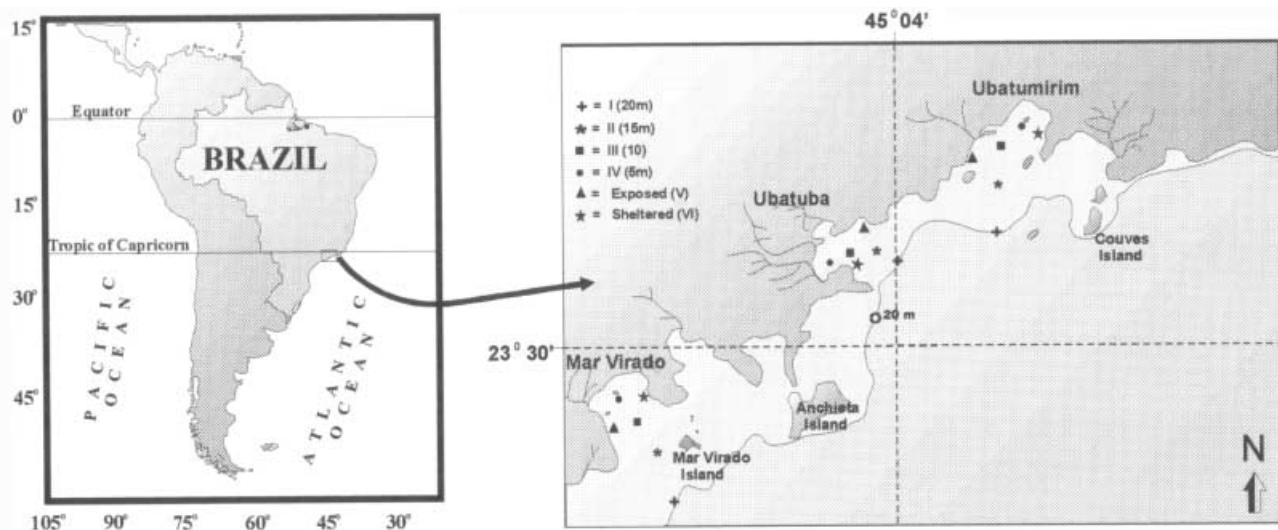 15°
0°
15°
30°
45°
105°
90°
75°
60°
45°
30°
Equator
BRAZIL
Tropic of Capricorn
PACIFIC
OCEAN
ATLANTIC
OCEAN
45° 04'
23° 30'
+ = I (20m)
★ = II (15m)
■ = III (10)
● = IV (5m)
▲ = Exposed (V)
★ = Sheltered (VI)
Ubatumirim
Ubatuba
Couves
Island
20 m
Mar Virado
Anchieta
Island
Mar Virado
Island
N